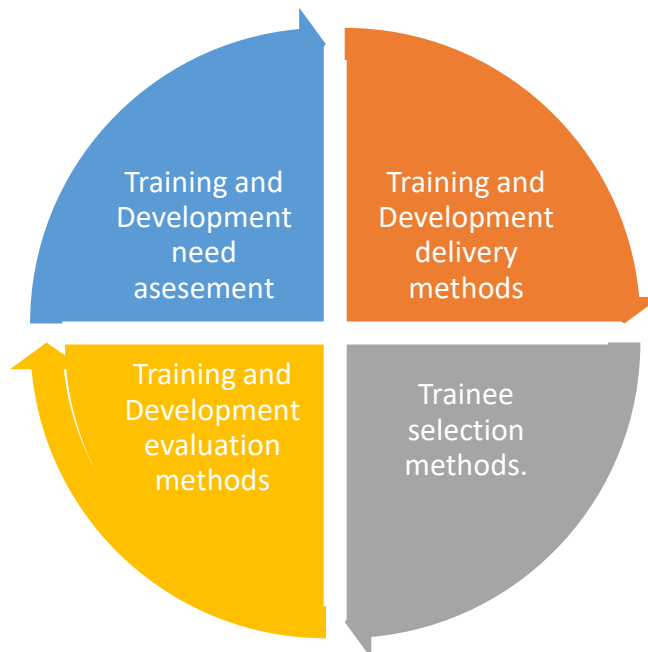 Training and
Development
need
asesement
Training and
Development
delivery
methods
Trainee
selection
methods.
Training and
Development
evaluation
methods